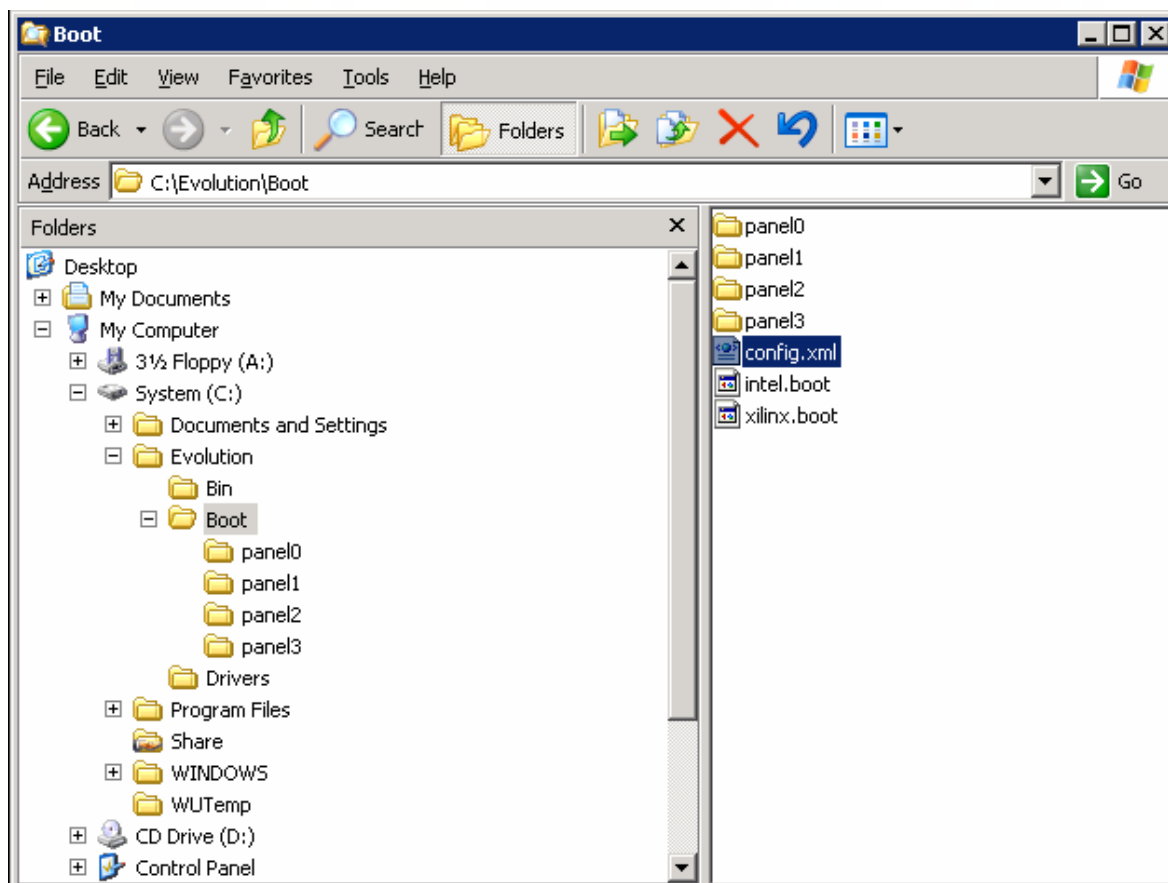 Boot
File Edit View Favorites Tools Help
Back Search Folders
Address C:\Evolution\Boot Go
Folders
Desktop
My Documents
My Computer
3½ Floppy (A:)
System (C:)
Documents and Settings
Evolution
Bin
Boot
panel0
panel1
panel2
panel3
Drivers
Program Files
Share
WINDOWS
WUTemp
CD Drive (D:)
Control Panel
panel0
panel1
panel2
panel3
config.xml
intel.boot
xilinx.boot